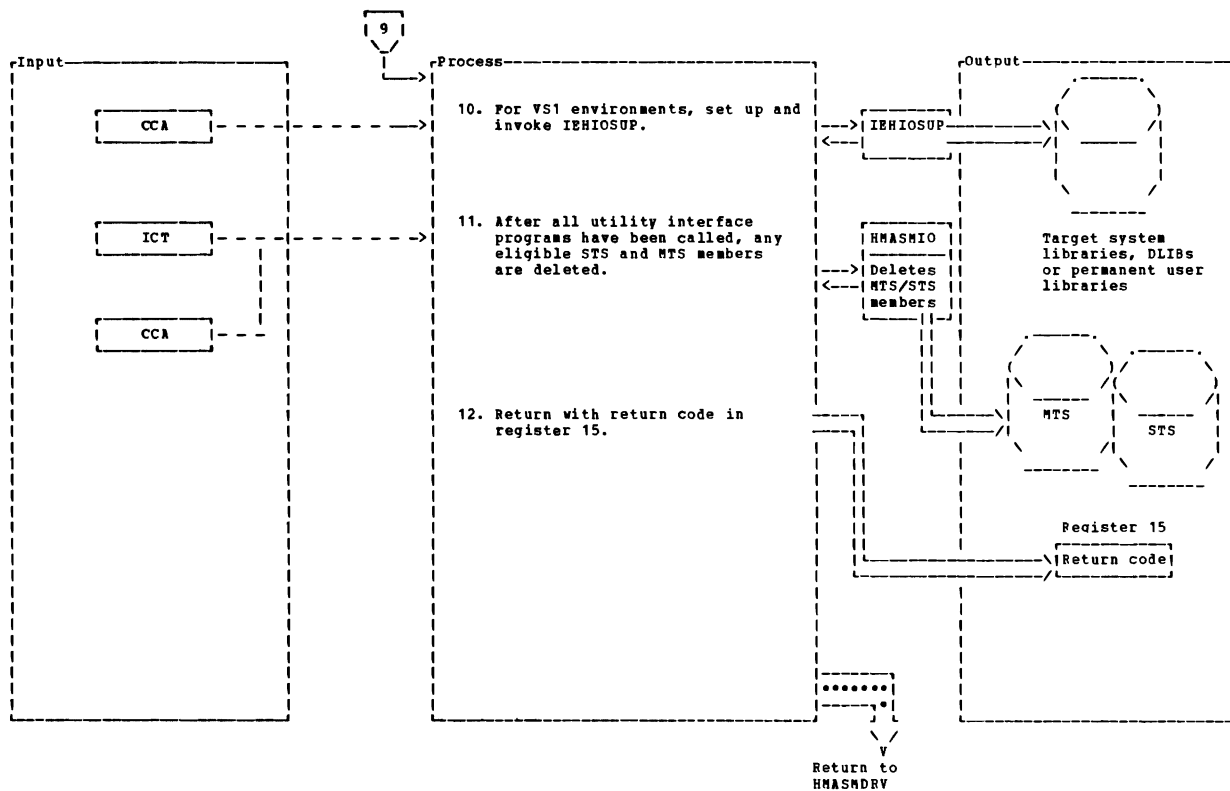 9
Input
Process
Output
CCA
10. For VS1 environments, set up and
invoke IEHIOSUP.
IEHIOSUP
ICT
11. After all utility interface
programs have been called, any
eligible STS and MTS members
are deleted.
HMASMIO
Deletes
MTS/STS
members
Target system
libraries, DLIBs
or permanent user
libraries
CCA
MTS
STS
12. Return with return code in
register 15.
Register 15
Return code
V
Return to
HMASMDRV